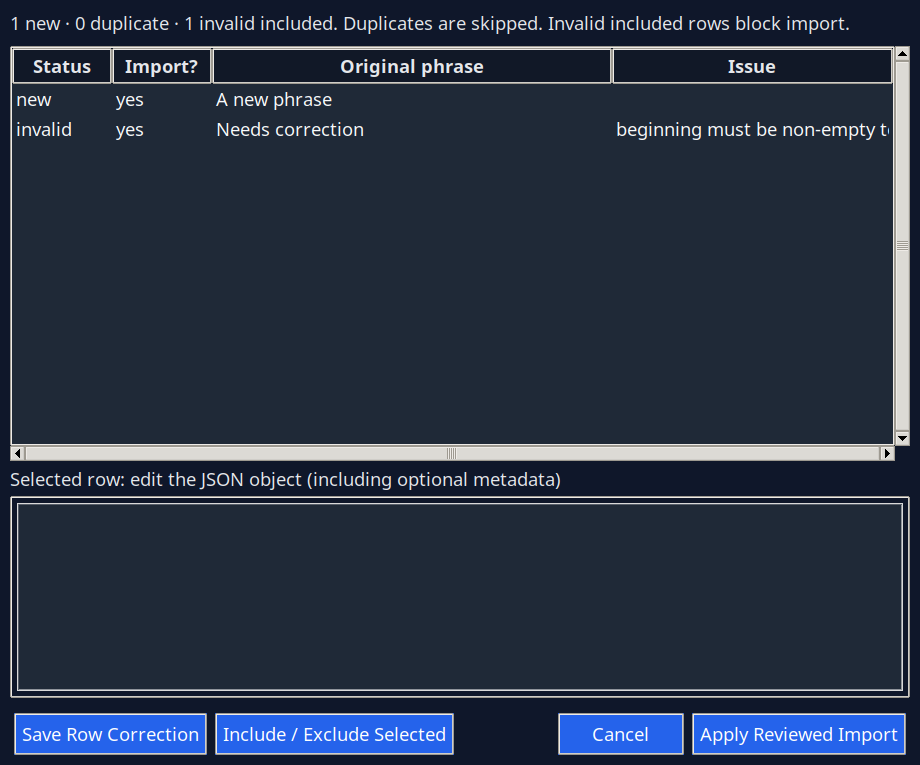 1 new · 0 duplicate · 1 invalid included. Duplicates are skipped. Invalid included rows block import.
Status Import? Original phrase Issue
new yes A new phrase
invalid yes Needs correction beginning must be non-empty
Selected row: edit the JSON object (including optional metadata)
Save Row Correction Include / Exclude Selected Cancel Apply Reviewed Import